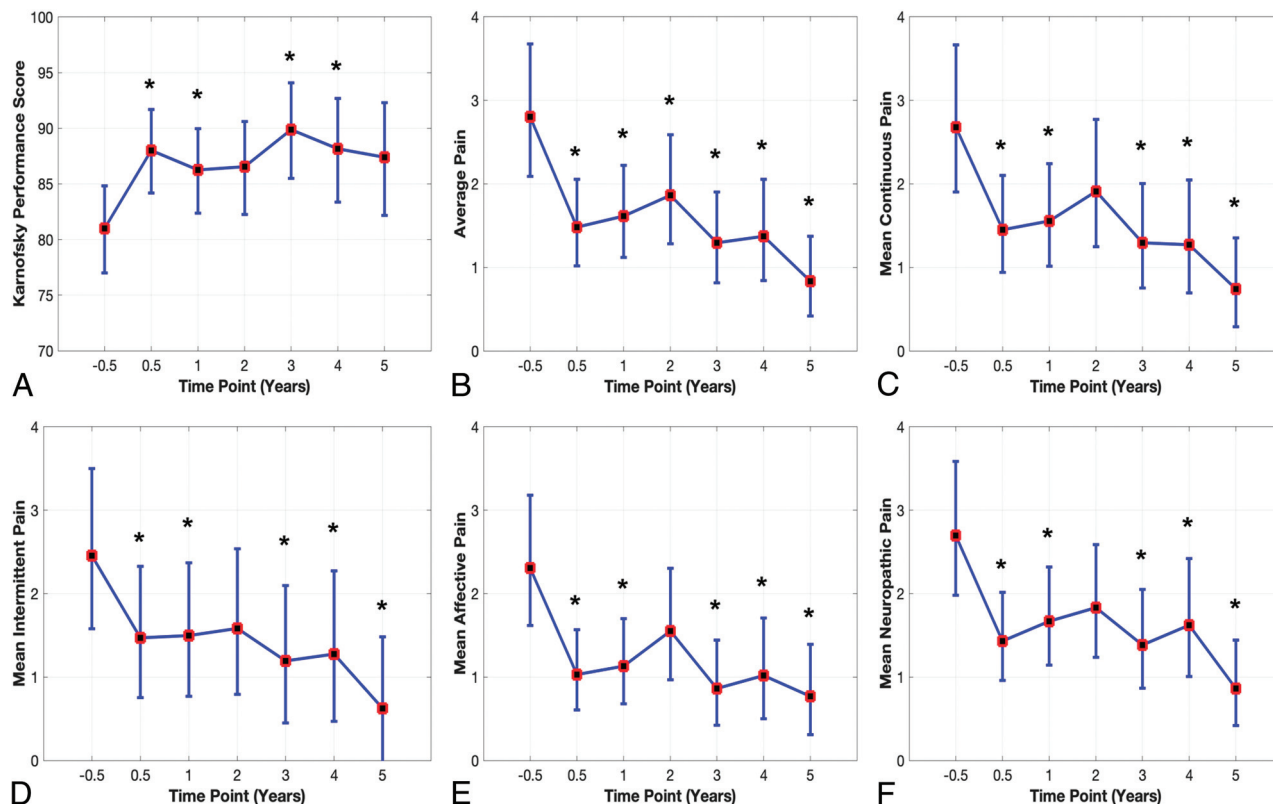 100
95
90
85
80
75
70
Karnofsky Performance Score
* * * *
-0.5 0.5 1 2 3 4 5
Time Point (Years)
A
4
3
2
1
0
Average Pain
* * * * * *
-0.5 0.5 1 2 3 4 5
Time Point (Years)
B
4
3
2
1
0
Mean Continuous Pain
* * * * *
-0.5 0.5 1 2 3 4 5
Time Point (Years)
C
4
3
2
1
0
Mean Intermittent Pain
* * * * *
-0.5 0.5 1 2 3 4 5
Time Point (Years)
D
4
3
2
1
0
Mean Affective Pain
* * * * *
-0.5 0.5 1 2 3 4 5
Time Point (Years)
E
4
3
2
1
0
Mean Neuropathic Pain
* * * * *
-0.5 0.5 1 2 3 4 5
Time Point (Years)
F